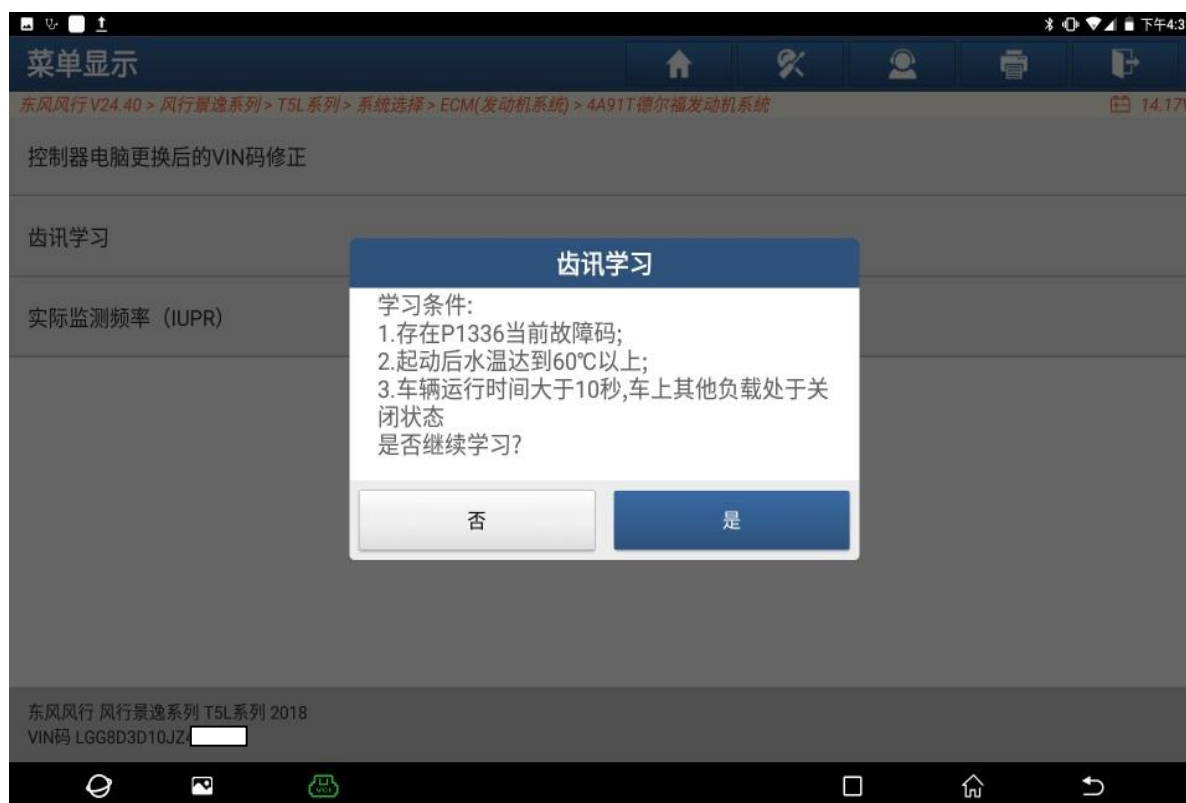 下午4:3
菜单显示
东风风行 V24.40 > 风行景逸系列 > T5L系列 > 系统选择 > ECM(发动机系统) > 4A91T德尔福发动机系统
14.17V
控制器电脑更换后的VIN码修正
齿讯学习
实际监测频率（IUPR）
齿讯学习
学习条件:
1.存在P1336当前故障码;
2.起动后水温达到60℃以上;
3.车辆运行时间大于10秒,车上其他负载处于关
闭状态
是否继续学习?
否
是
东风风行 风行景逸系列 T5L系列 2018
VIN码 LGG8D3D10JZ4
VCI